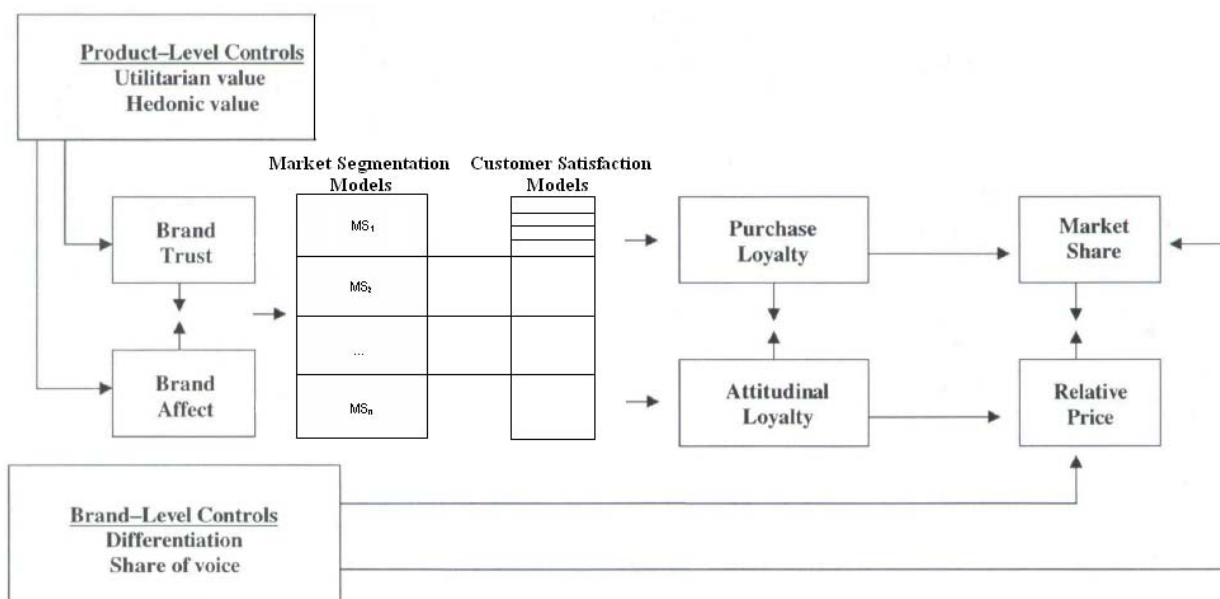 Product–Level Controls
Utilitarian value
Hedonic value
Market Segmentation
Models
Customer Satisfaction
Models
Brand
Trust
Brand
Affect
MS₁
MS₂
...
MSₙ
Purchase
Loyalty
Attitudinal
Loyalty
Market
Share
Relative
Price
Brand–Level Controls
Differentiation
Share of voice